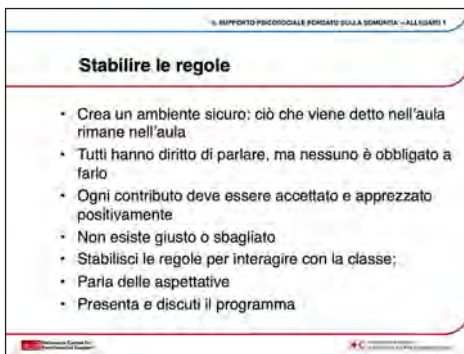 IL SUPPORTO PSICOSOCIALE FONDATO SULLA COMUNITA' – ALLEGATO 1
Stabilire le regole
• Crea un ambiente sicuro: ciò che viene detto nell'aula
rimane nell'aula
• Tutti hanno diritto di parlare, ma nessuno è obbligato a
farlo
• Ogni contributo deve essere accettato e apprezzato
positivamente
• Non esiste giusto o sbagliato
• Stabilisci le regole per interagire con la classe;
• Parla delle aspettative
• Presenta e discuti il programma